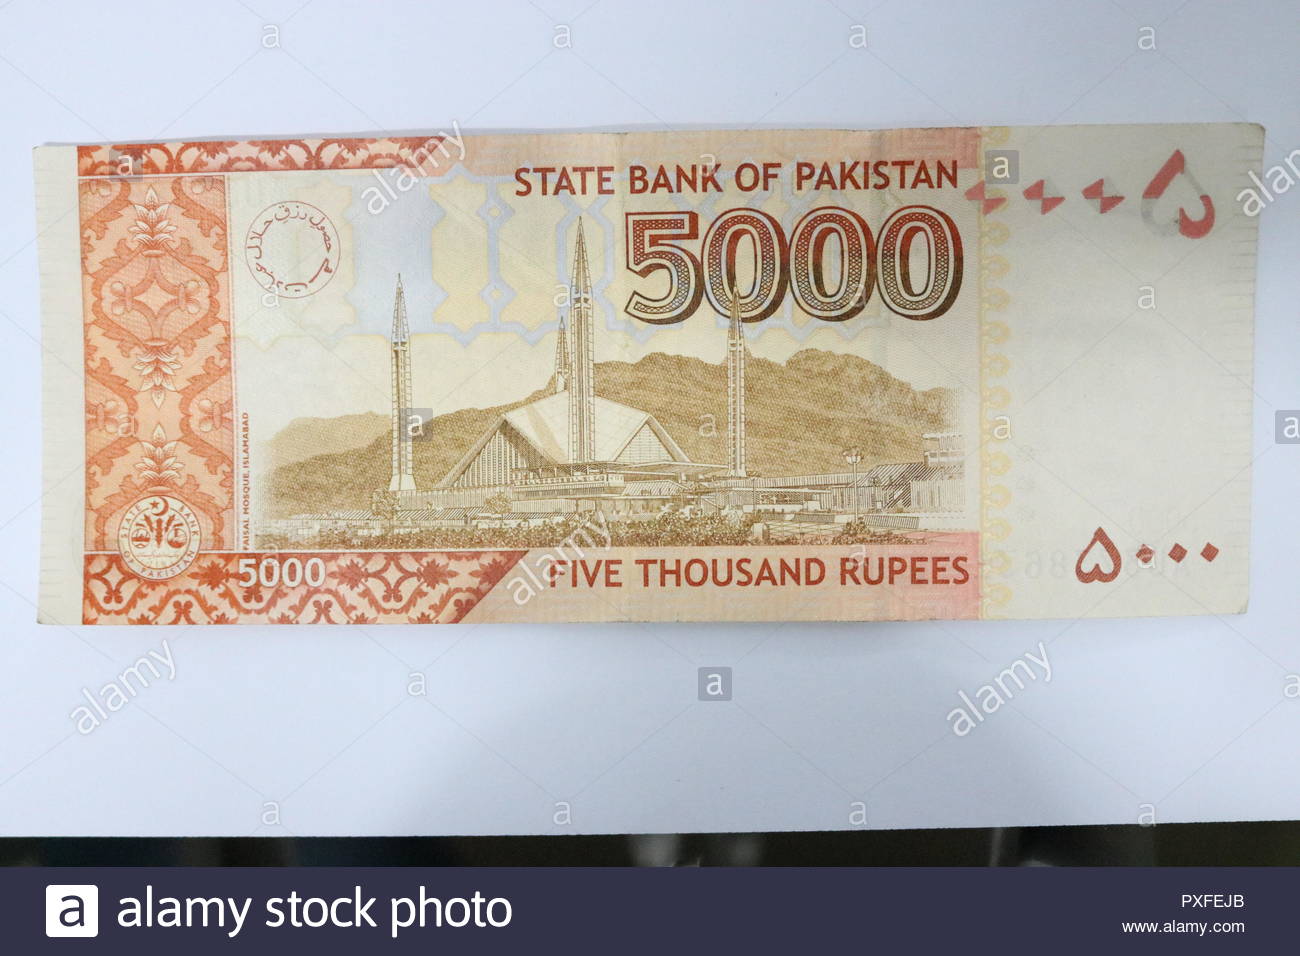 STATE BANK OF PAKISTAN
5000
۵۰۰۰
حصول رزق حلال عبادت ہے
FAISAL MOSQUE, ISLAMABAD
STATE BANK OF PAKISTAN
5000
FIVE THOUSAND RUPEES
۵۰۰۰
a alamy stock photo
PXFEJB
www.alamy.com